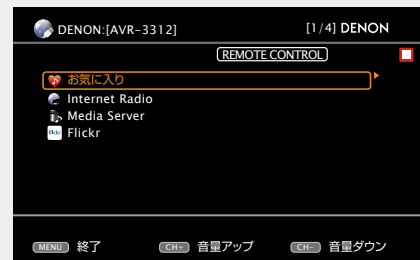 DENON:[AVR-3312] [1/4] DENON
REMOTE CONTROL
お気に入り
Internet Radio
Media Server
flickr Flickr
MENU 終了 CH+ 音量アップ CH- 音量ダウン